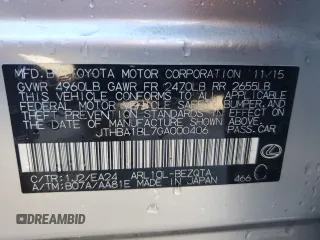 MFD. BY TOYOTA MOTOR CORPORATION 11/15
GVWR 4960LB GAWR FR 2470LB RR 2655LB
THIS VEHICLE CONFORMS TO ALL APPLICABLE
FEDERAL MOTOR VEHICLE SAFETY, BUMPER, AND
THEFT PREVENTION STANDARDS IN EFFECT ON
THE DATE OF MANUFACTURE SHOWN ABOVE.
JTHBA1BL7GA000406 PASS.CAR
C/TR:1J2/EA24 ARL10L-BEZQTA
A/TM:B07A/AA81E MADE IN JAPAN 466 C
AUTOBIDMASTER